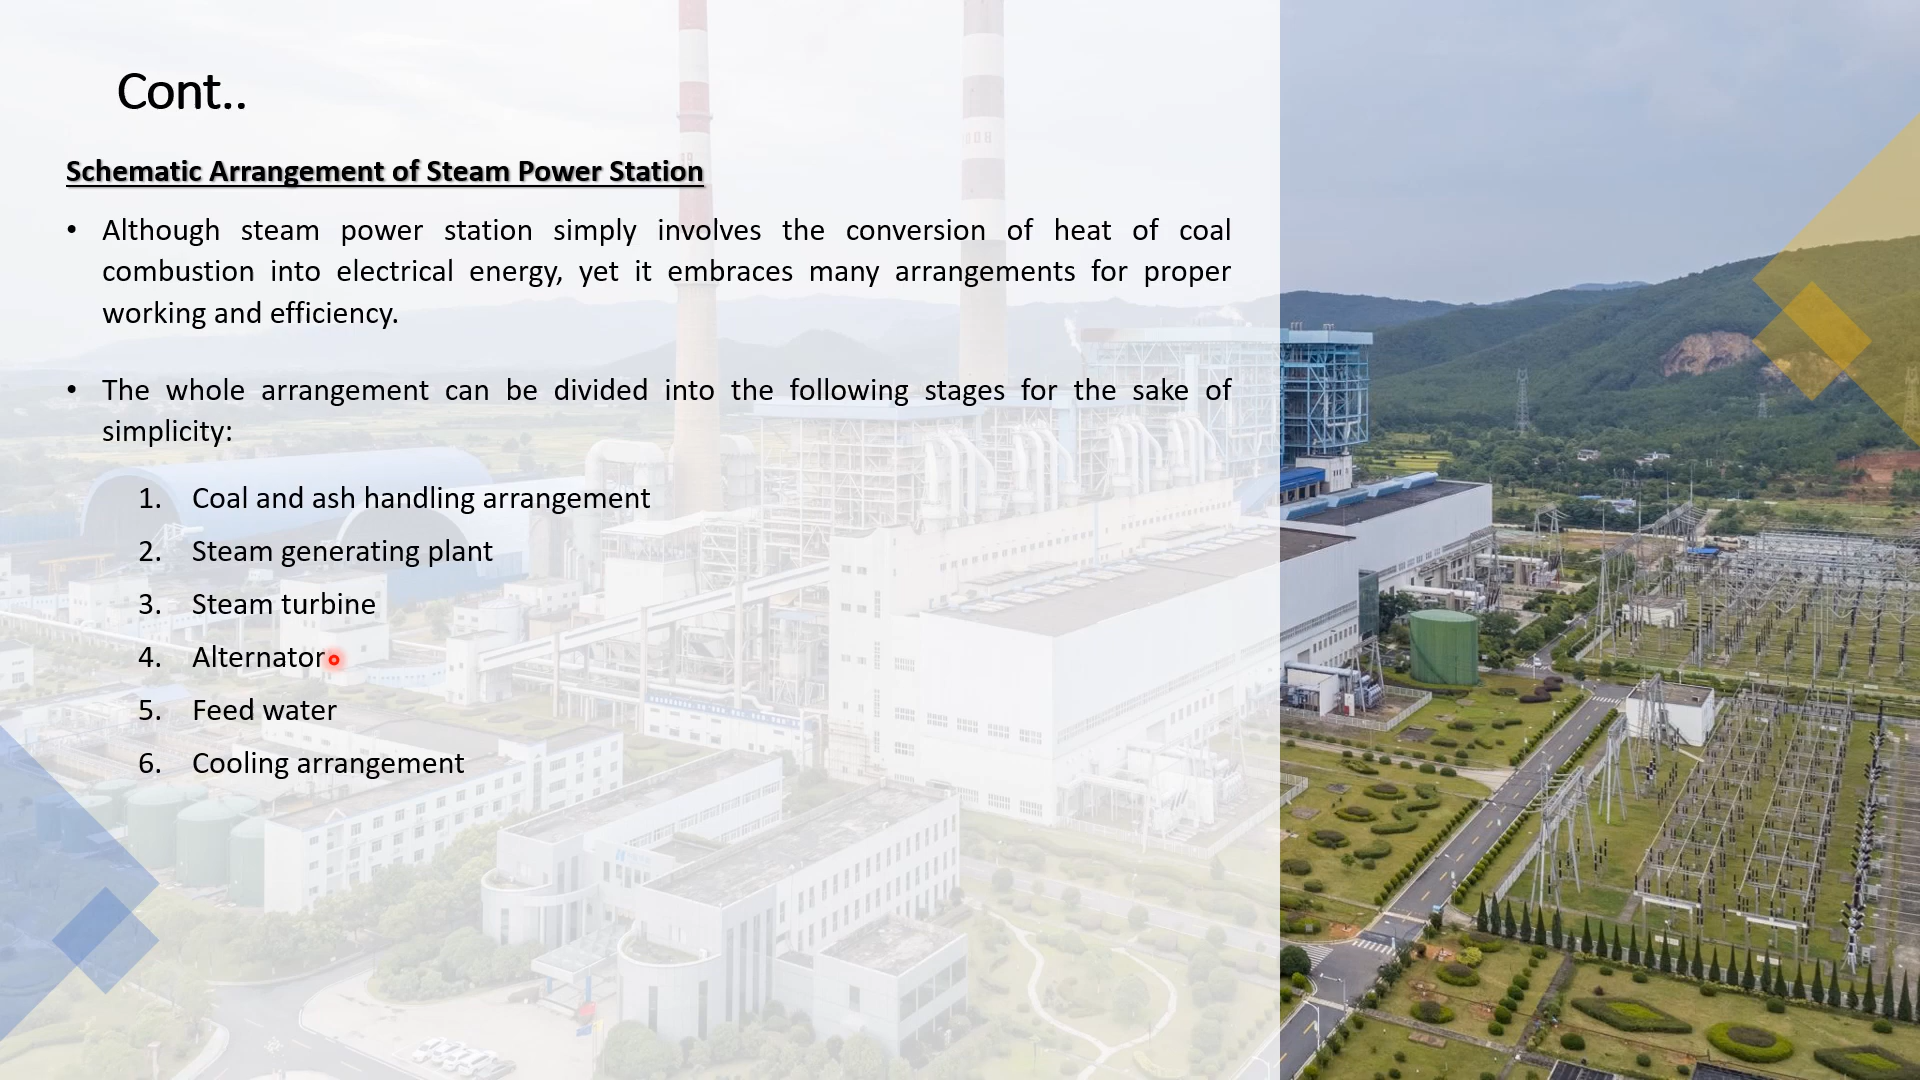 Cont..
Schematic Arrangement of Steam Power Station
• Although steam power station simply involves the conversion of heat of coal
combustion into electrical energy, yet it embraces many arrangements for proper
working and efficiency.
• The whole arrangement can be divided into the following stages for the sake of
simplicity:
1. Coal and ash handling arrangement
2. Steam generating plant
3. Steam turbine
4. Alternator
5. Feed water
6. Cooling arrangement